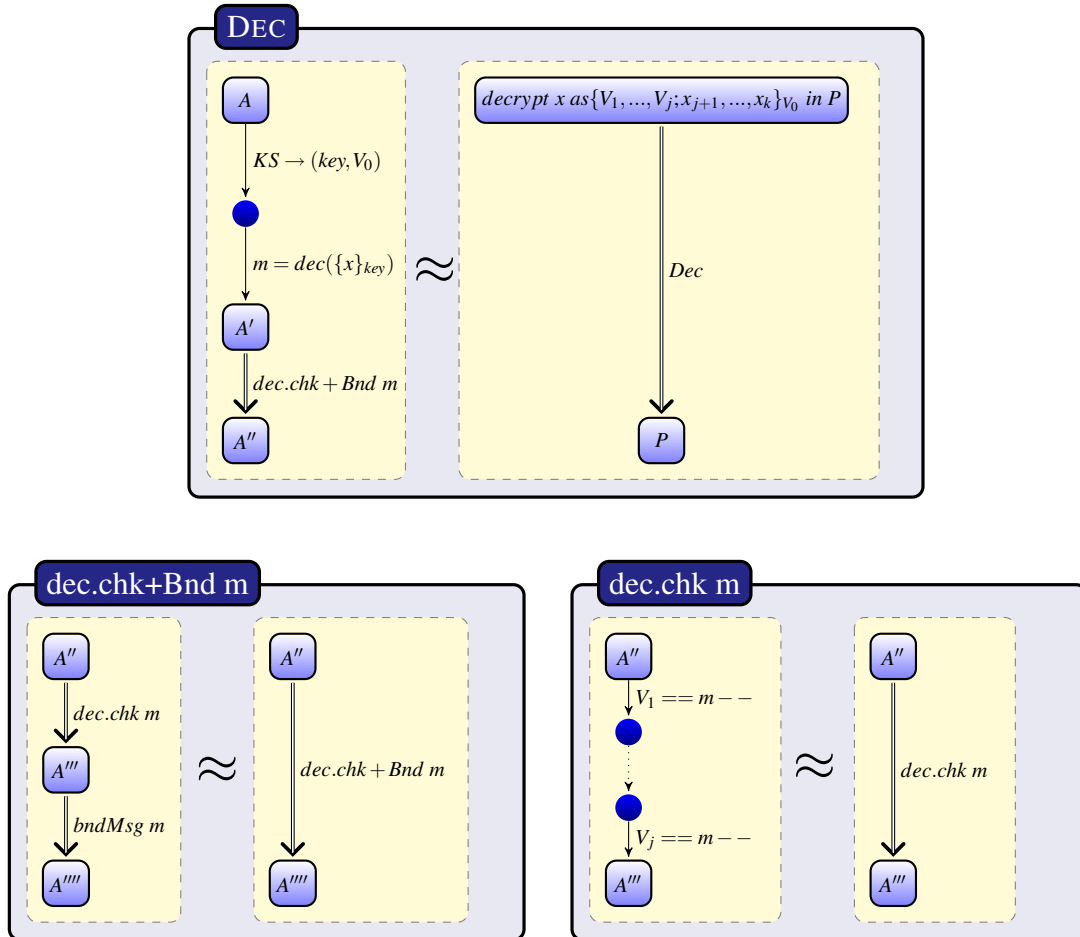 DEC
A
decrypt x as{V₁,...,Vⱼ;xⱼ₊₁,...,xₖ}V₀ in P
KS → (key,V₀)
m = dec({x}key)
≈
Dec
A′
dec.chk + Bnd m
A″
P
dec.chk+Bnd m
A″
A″
dec.chk m
A‴
≈
dec.chk + Bnd m
bndMsg m
A⁗
A⁗
dec.chk m
A″
A″
V₁ == m − −
≈
dec.chk m
Vⱼ == m − −
A‴
A‴